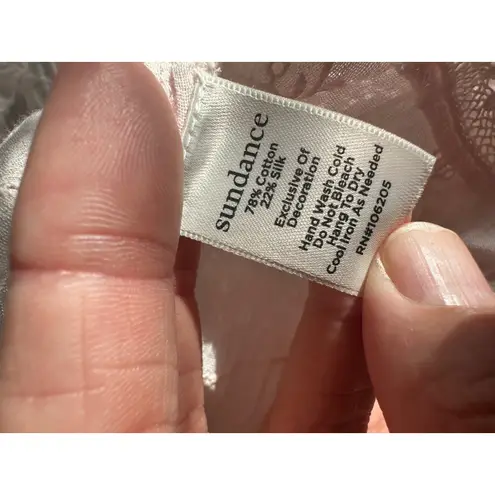 sundance
78% Cotton
22% Silk
Exclusive Of
Decoration
Hand Wash Cold
Do Not Bleach
Hang To Dry
Cool Iron As Needed
RN#106205